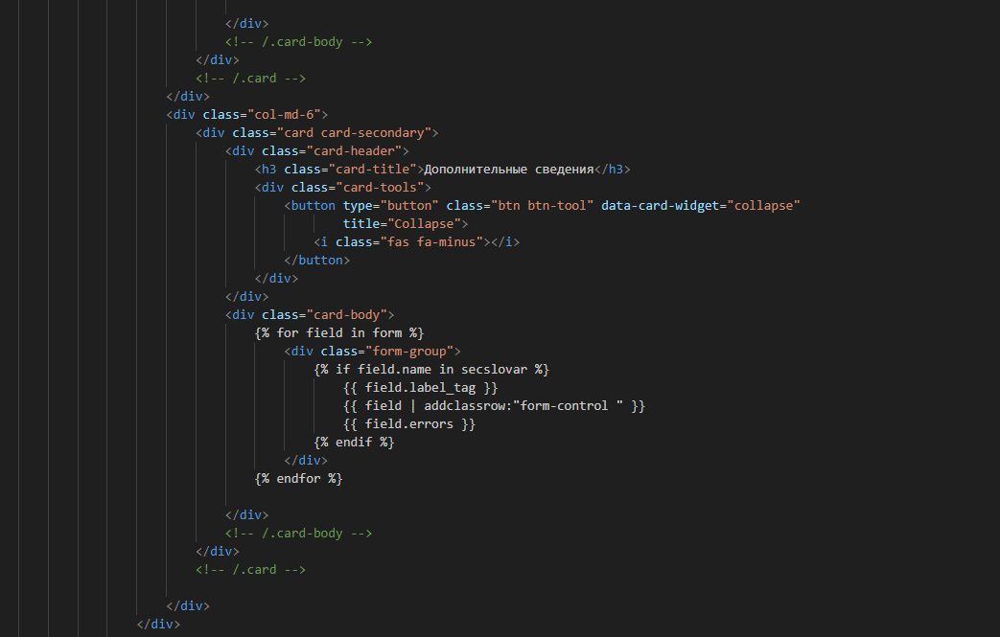 </div>
<!-- /.card-body -->
</div>
<!-- /.card -->
</div>
<div class="col-md-6">
<div class="card card-secondary">
<div class="card-header">
<h3 class="card-title">Дополнительные сведения</h3>
<div class="card-tools">
<button type="button" class="btn btn-tool" data-card-widget="collapse"
title="Collapse">
<i class="fas fa-minus"></i>
</button>
</div>
</div>
<div class="card-body">
{% for field in form %}
<div class="form-group">
{% if field.name in secslovar %}
{{ field.label_tag }}
{{ field | addclassrow:"form-control " }}
{{ field.errors }}
{% endif %}
</div>
{% endfor %}
</div>
<!-- /.card-body -->
</div>
<!-- /.card -->
</div>
</div>